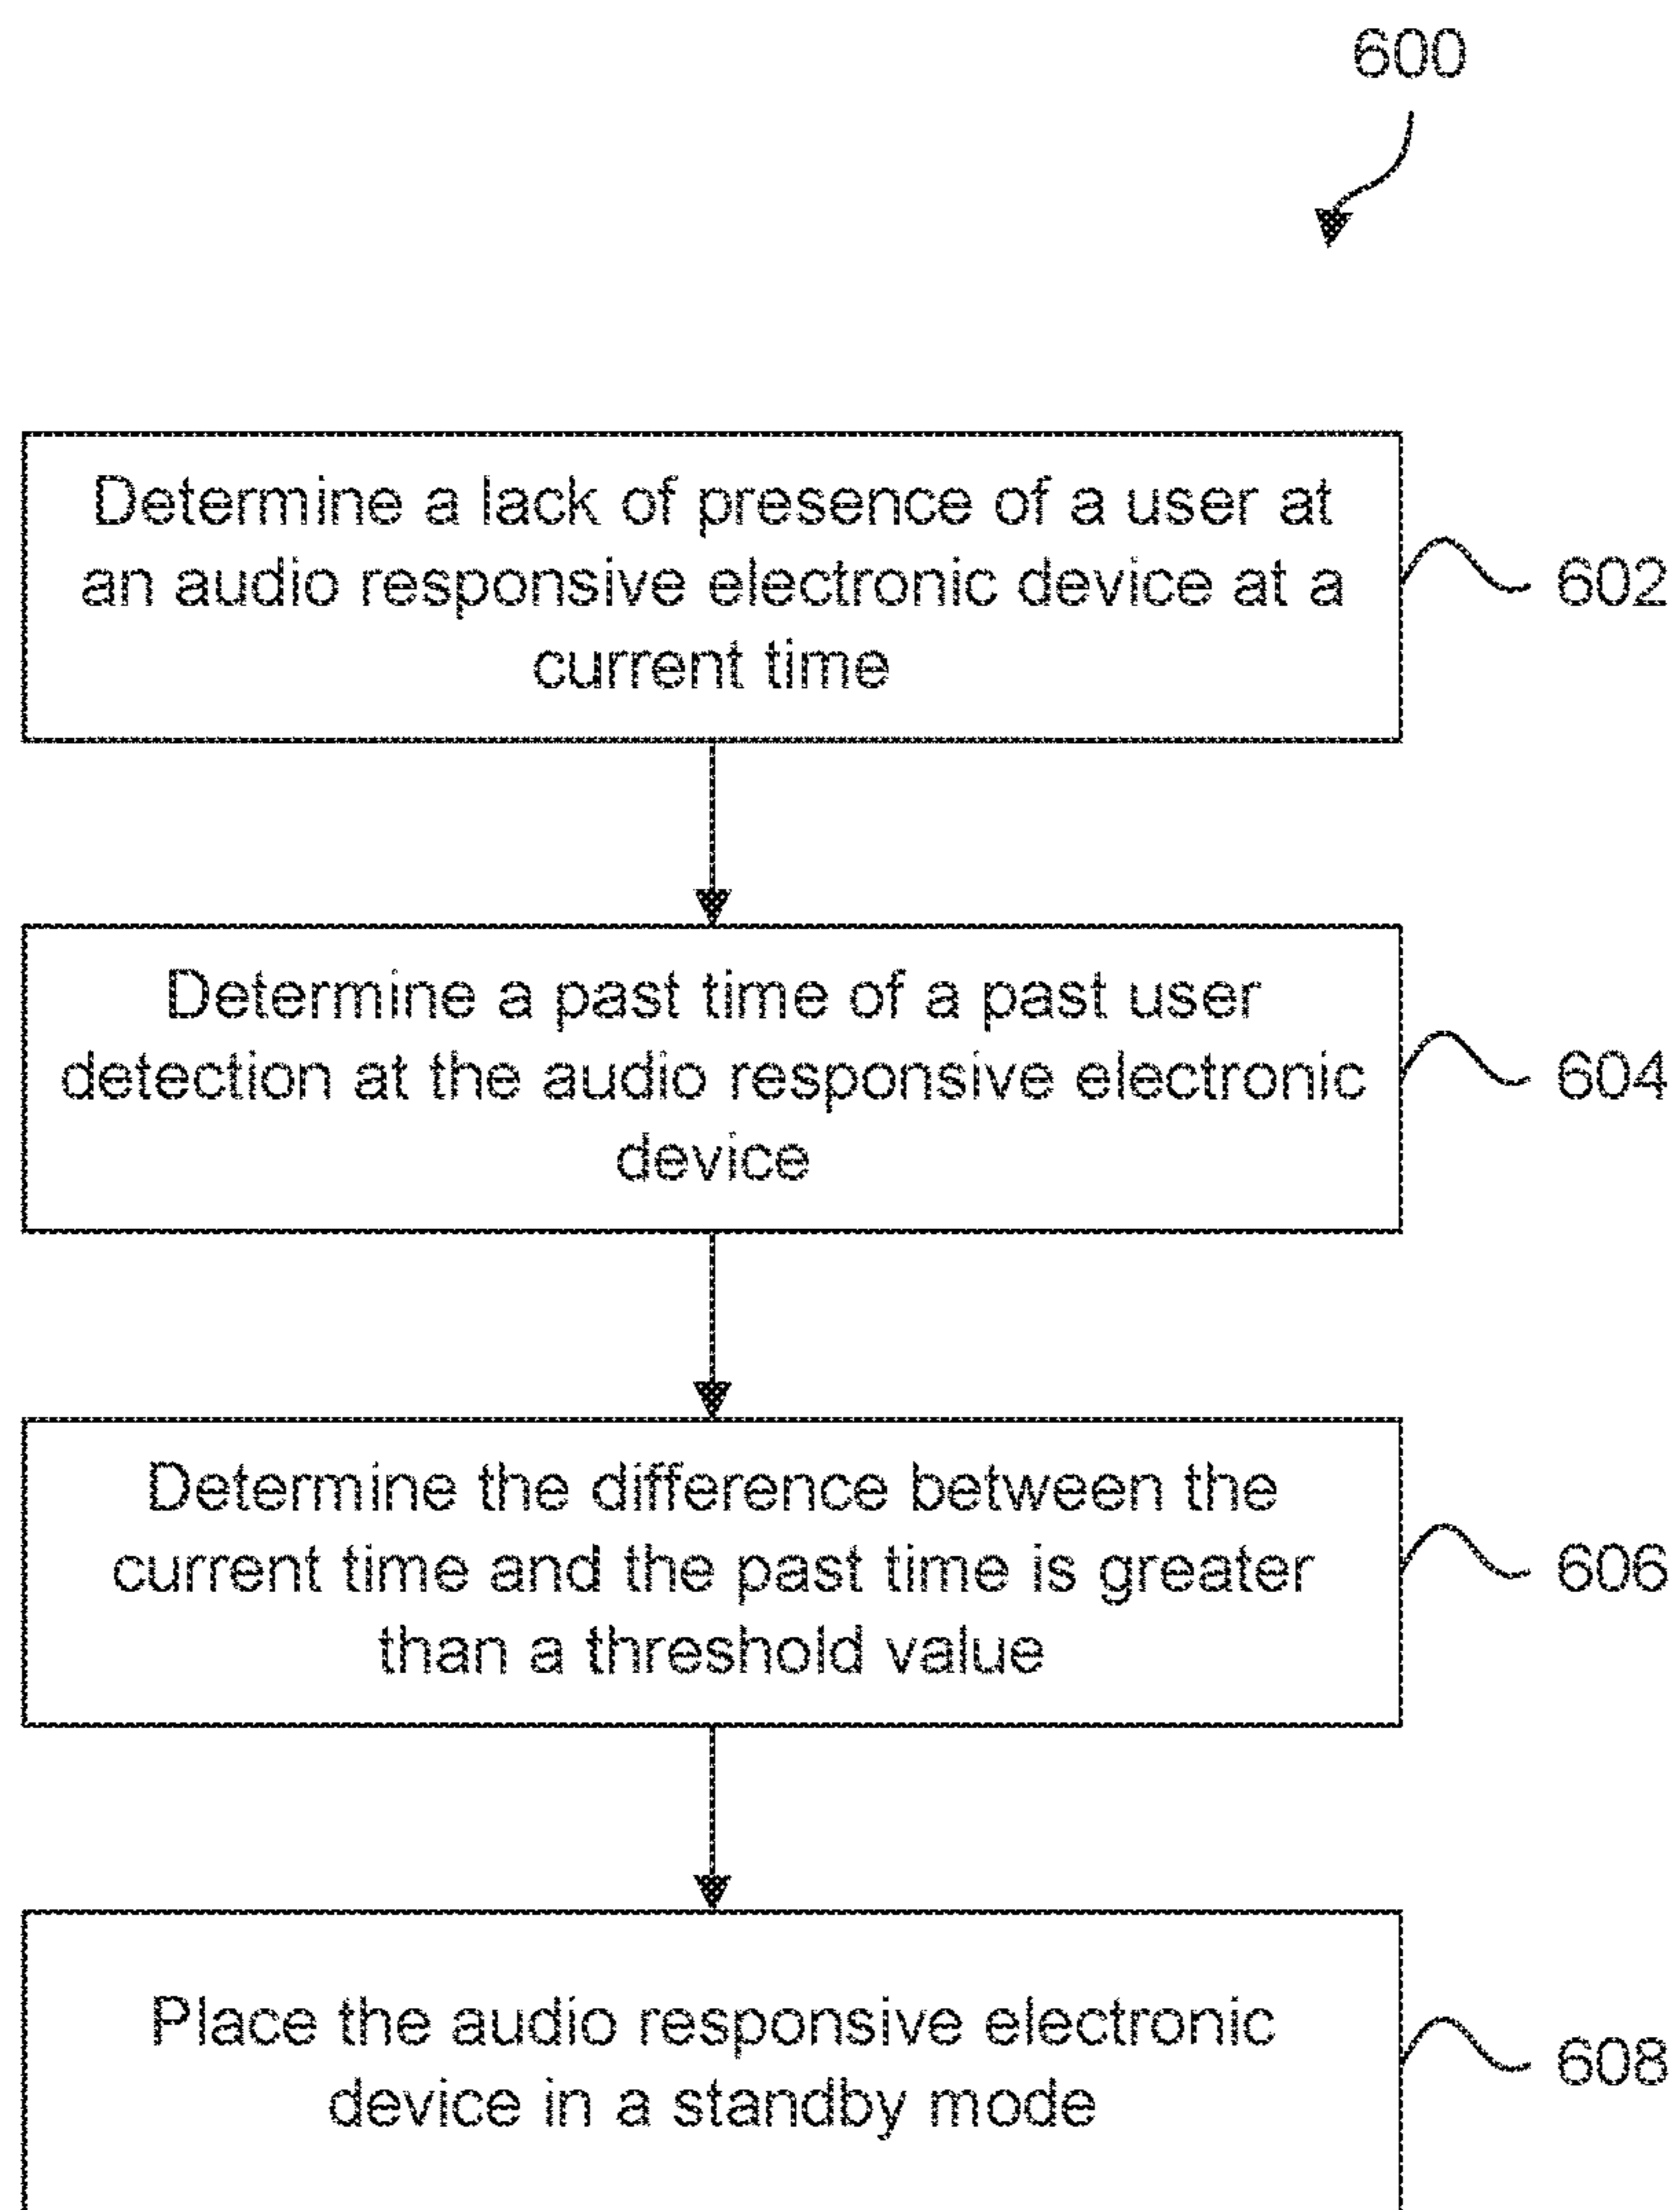 600
Determine a lack of presence of a user at
an audio responsive electronic device at a
current time
602
Determine a past time of a past user
detection at the audio responsive electronic
device
604
Determine the difference between the
current time and the past time is greater
than a threshold value
606
Place the audio responsive electronic
device in a standby mode
608